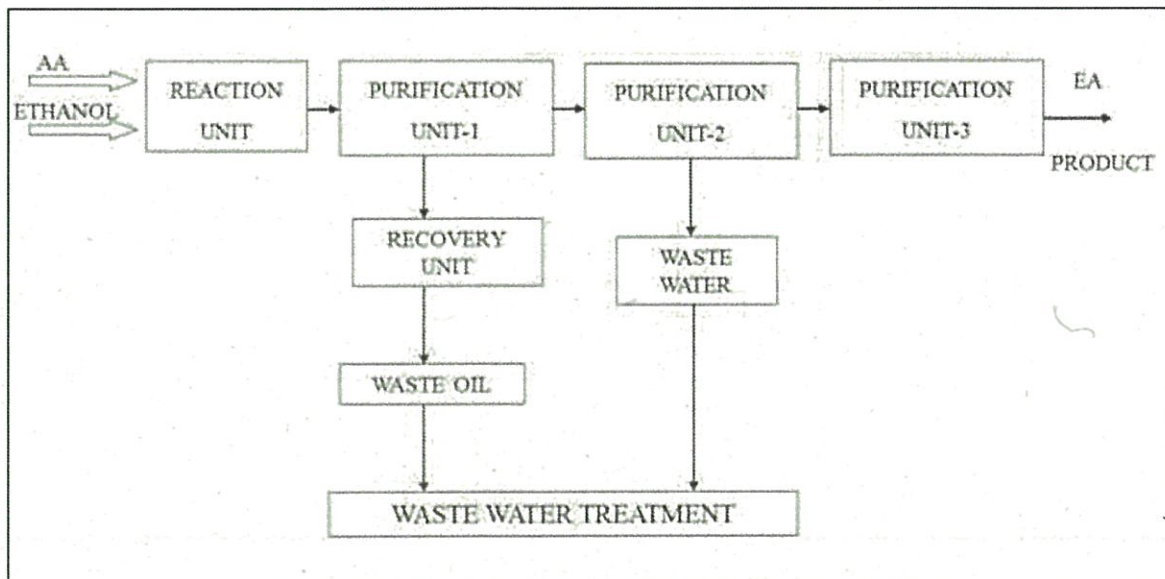 AA
ETHANOL
REACTION
UNIT
PURIFICATION
UNIT-1
PURIFICATION
UNIT-2
PURIFICATION
UNIT-3
EA
PRODUCT
RECOVERY
UNIT
WASTE
WATER
WASTE OIL
WASTE WATER TREATMENT